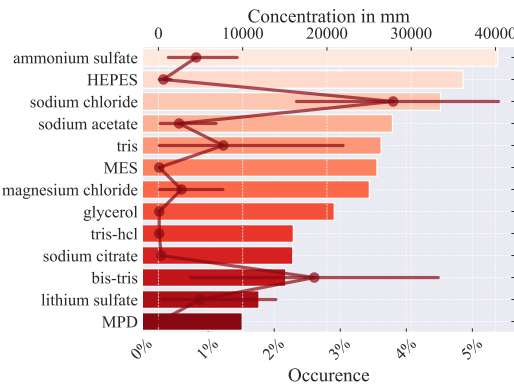 Concentration in mm
0 10000 20000 30000 40000
ammonium sulfate
HEPES
sodium chloride
sodium acetate
tris
MES
magnesium chloride
glycerol
tris-hcl
sodium citrate
bis-tris
lithium sulfate
MPD
0% 1% 2% 3% 4% 5%
Occurence